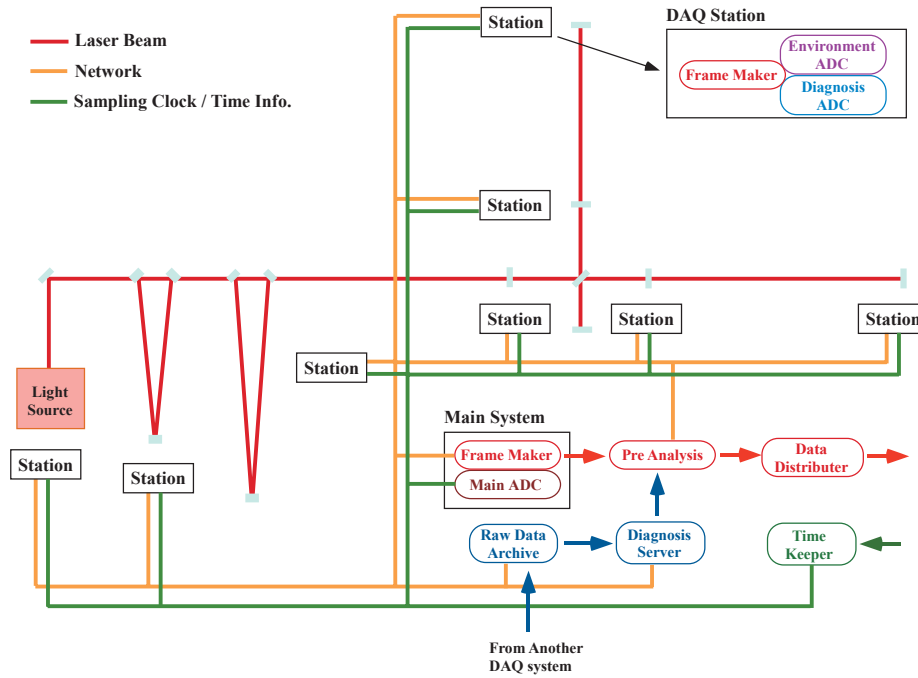 Station
DAQ Station
Laser Beam
Network
Sampling Clock / Time Info.
Environment
ADC
Frame Maker
Diagnosis
ADC
Station
Station
Station
Station
Station
Light
Source
Main System
Station
Station
Frame Maker
Main ADC
Pre Analysis
Data
Distributer
Raw Data
Archive
Diagnosis
Server
Time
Keeper
From Another
DAQ system